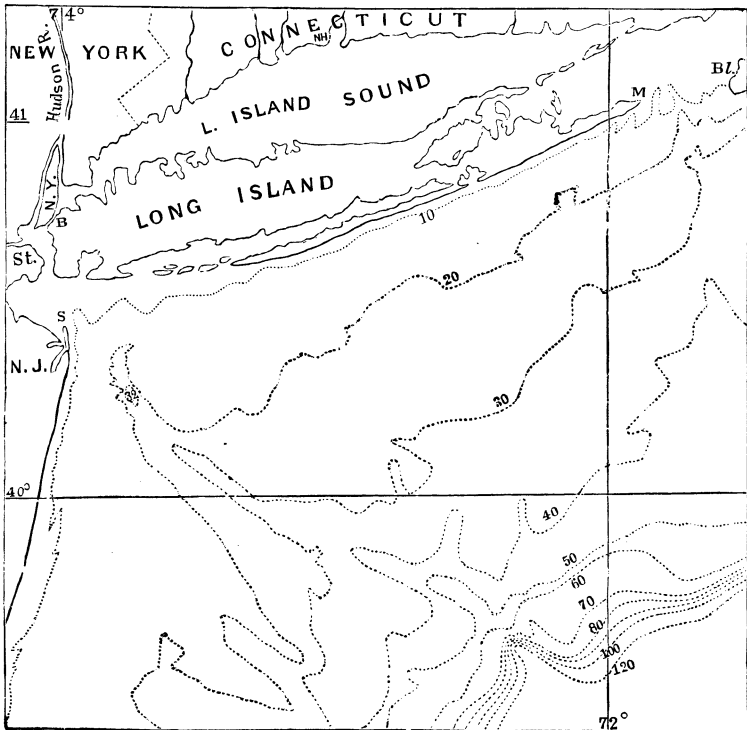 74°
CONNECTICUT
NEW YORK
NH
Hudson R.
L. ISLAND SOUND
Bl.
M
41
N.Y.
LONG ISLAND
B
10
St.
20
S
N.J.
30
40°
40
50
60
70
80
100
120
72°